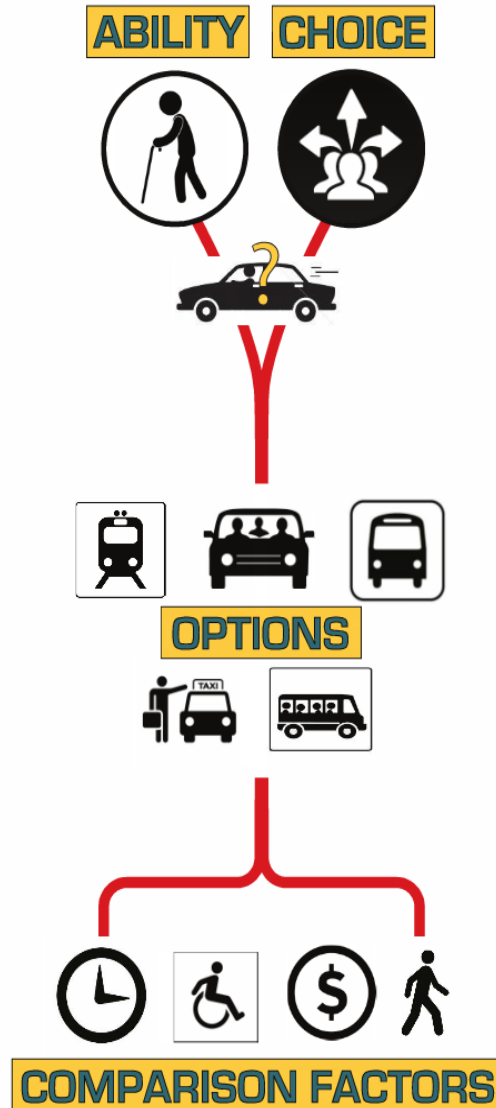 ABILITY CHOICE
?
OPTIONS
TAXI
$
COMPARISON FACTORS